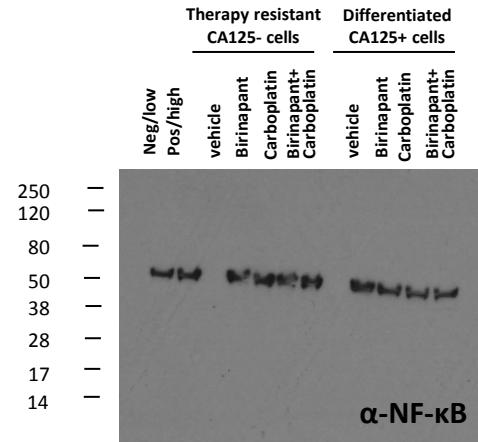 Therapy resistant
CA125- cells
Differentiated
CA125+ cells
Neg/low
Pos/high
vehicle
Birinapant
Carboplatin
Birinapant+
Carboplatin
vehicle
Birinapant
Carboplatin
Birinapant+
Carboplatin
250
120
80
50
38
28
17
14
α-NF-κB